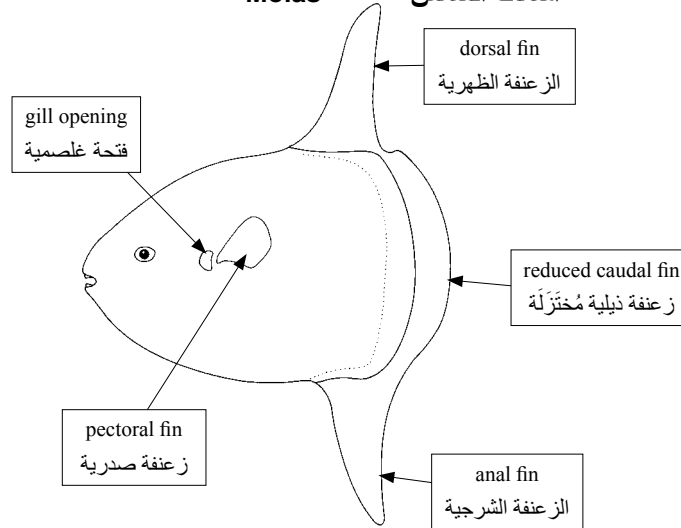 Molas
dorsal fin
الزعنفة الظهرية
gill opening
فتحة غلصمية
reduced caudal fin
زعنفة ذيلية مُختَزَلَة
pectoral fin
زعنفة صدرية
anal fin
الزعنفة الشرجية